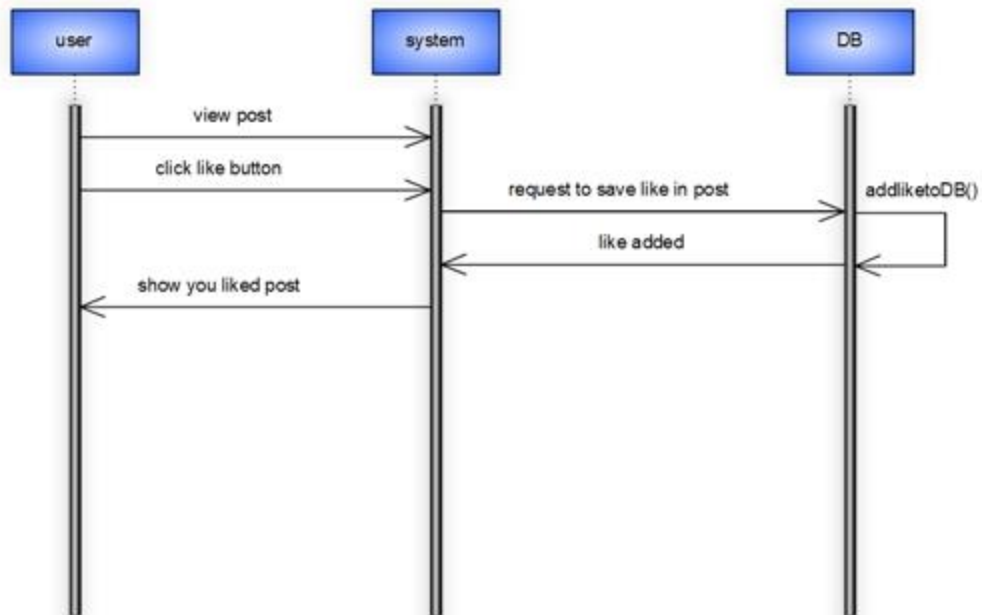 user
system
DB
view post
click like button
request to save like in post
addliketoDB()
like added
show you liked post